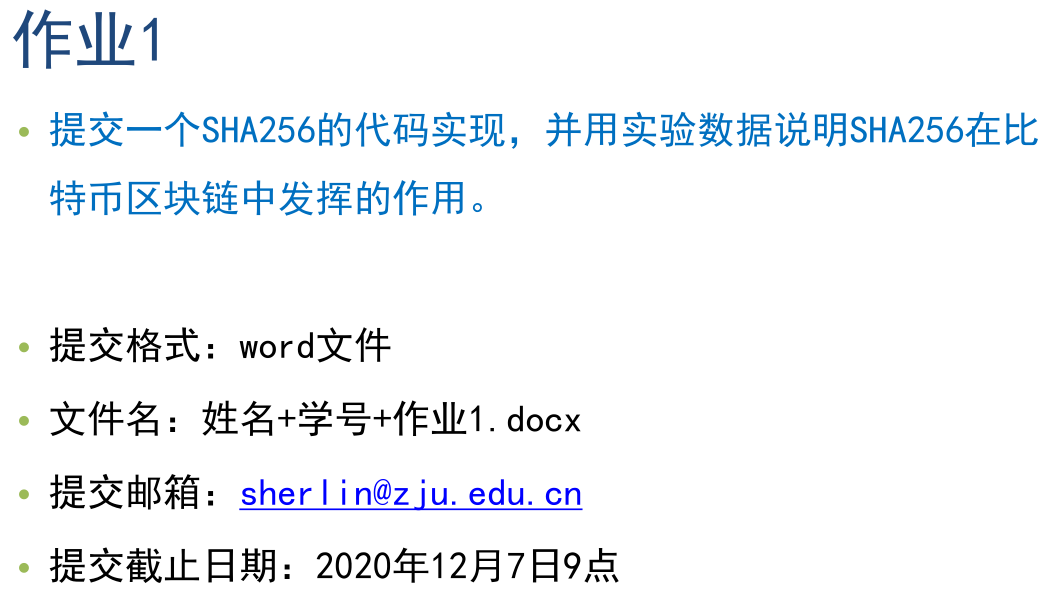 作业1
• 提交一个SHA256的代码实现，并用实验数据说明SHA256在比
特币区块链中发挥的作用。
• 提交格式：word文件
• 文件名：姓名+学号+作业1.docx
• 提交邮箱：sherlin@zju.edu.cn
• 提交截止日期：2020年12月7日9点